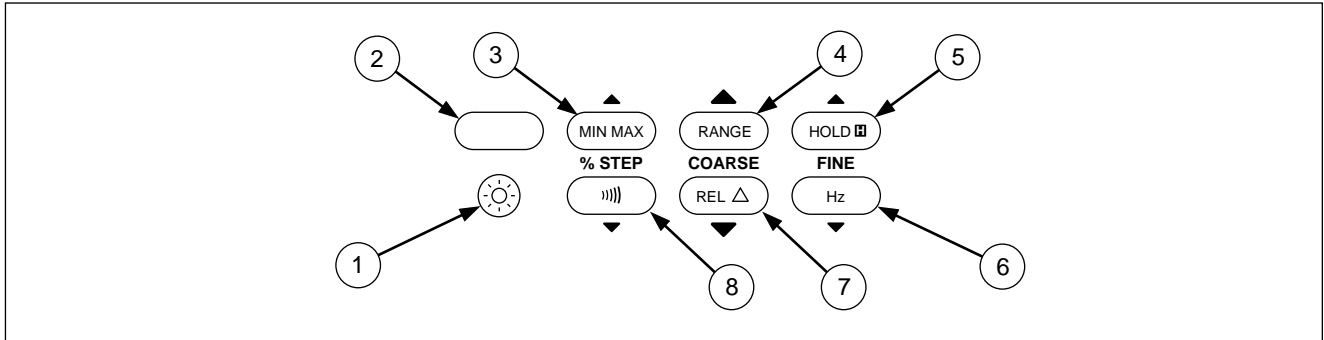 2 3 4 5
MIN MAX RANGE HOLD H
% STEP COARSE FINE
REL △ Hz
1 8 7 6